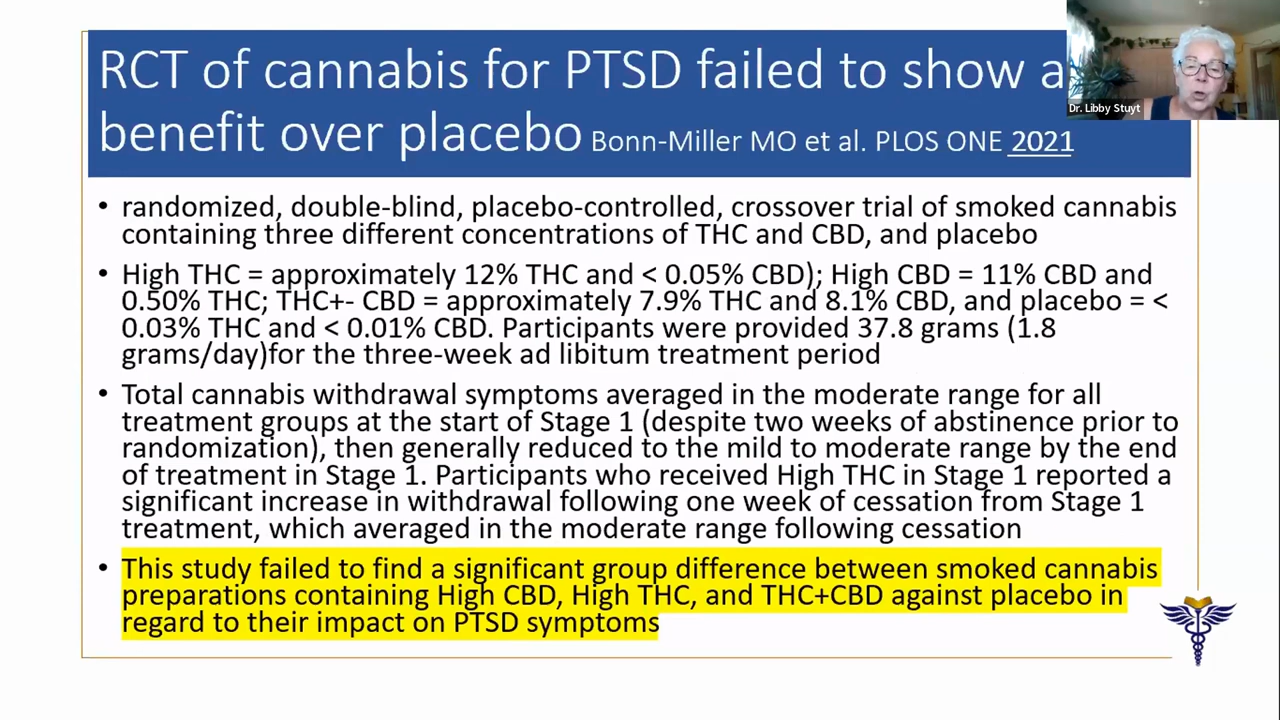 RCT of cannabis for PTSD failed to show a
benefit over placebo Bonn-Miller MO et al. PLOS ONE 2021
Dr. Libby Stuyt
• randomized, double-blind, placebo-controlled, crossover trial of smoked cannabis
containing three different concentrations of THC and CBD, and placebo
• High THC = approximately 12% THC and < 0.05% CBD); High CBD = 11% CBD and
0.50% THC; THC+- CBD = approximately 7.9% THC and 8.1% CBD, and placebo = <
0.03% THC and < 0.01% CBD. Participants were provided 37.8 grams (1.8
grams/day)for the three-week ad libitum treatment period
• Total cannabis withdrawal symptoms averaged in the moderate range for all
treatment groups at the start of Stage 1 (despite two weeks of abstinence prior to
randomization), then generally reduced to the mild to moderate range by the end
of treatment in Stage 1. Participants who received High THC in Stage 1 reported a
significant increase in withdrawal following one week of cessation from Stage 1
treatment, which averaged in the moderate range following cessation
• This study failed to find a significant group difference between smoked cannabis
preparations containing High CBD, High THC, and THC+CBD against placebo in
regard to their impact on PTSD symptoms